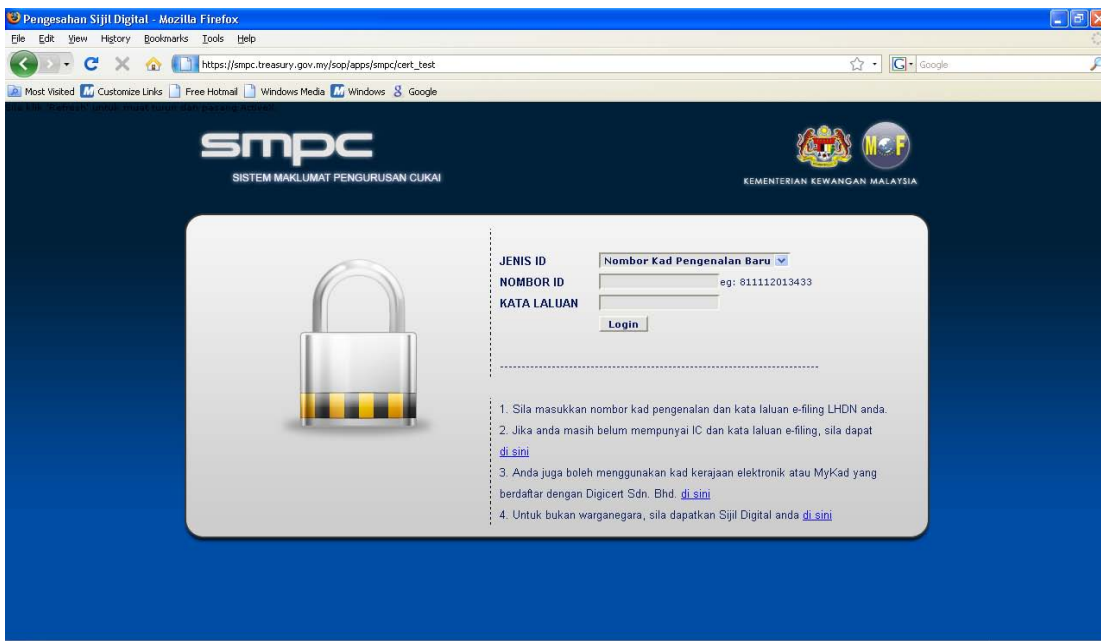 Pengesahan Sijil Digital - Mozilla Firefox
File Edit View History Bookmarks Tools Help
https://smpc.treasury.gov.my/sop/apps/smpc/cert_test
G Google
Most Visited Customize Links Free Hotmail Windows Media Windows Google
smpc
SISTEM MAKLUMAT PENGURUSAN CUKAI
MOF
KEMENTERIAN KEWANGAN MALAYSIA
JENIS ID Nombor Kad Pengenalan Baru
NOMBOR ID eg: 811112013433
KATA LALUAN
Login
1. Sila masukkan nombor kad pengenalan dan kata laluan e-filing LHDN anda.
2. Jika anda masih belum mempunyai IC dan kata laluan e-filing, sila dapat
di sini
3. Anda juga boleh menggunakan kad kerajaan elektronik atau MyKad yang
berdaftar dengan Digicert Sdn. Bhd. di sini
4. Untuk bukan warganegara, sila dapatkan Sijil Digital anda di sini